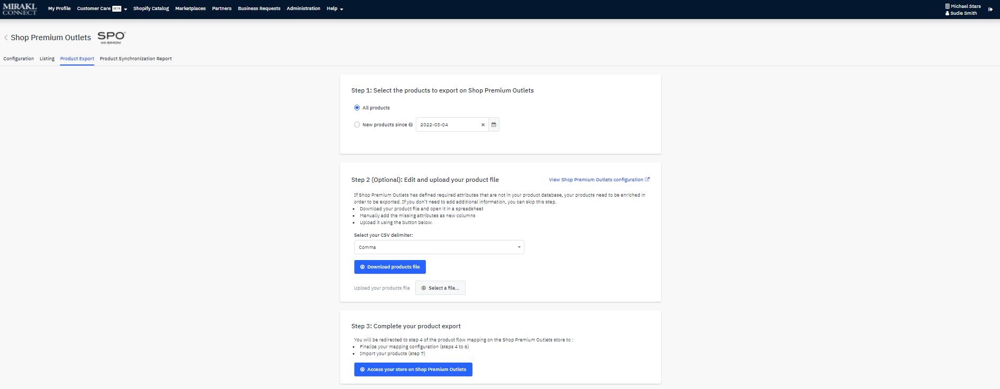 MIRAKL
CONNECT
My Profile Customer Care BETA Shopify Catalog Marketplaces Partners Business Requests Administration Help
Michael Stars
Sudie Smith
Shop Premium Outlets SPO
SIMON
Configuration Listing Product Export Product Synchronization Report
Step 1: Select the products to export on Shop Premium Outlets
All products
New products since 2022-03-04
Step 2 (Optional): Edit and upload your product file View Shop Premium Outlets configuration
If Shop Premium Outlets has defined required attributes that are not in your product database, your products need to be enriched in
order to be exported. If you don't need to add additional information, you can skip this step.
• Download your product file and open it in a spreadsheet
• Manually add the missing attributes as new columns
• Upload it using the button below.
Select your CSV delimiter:
Comma
Download products file
Upload your products file Select a file...
Step 3: Complete your product export
You will be redirected to step 4 of the product flow mapping on the Shop Premium Outlets store to :
• Finalize your mapping configuration (steps 4 to 6)
• Import your products (step 7)
Access your store on Shop Premium Outlets